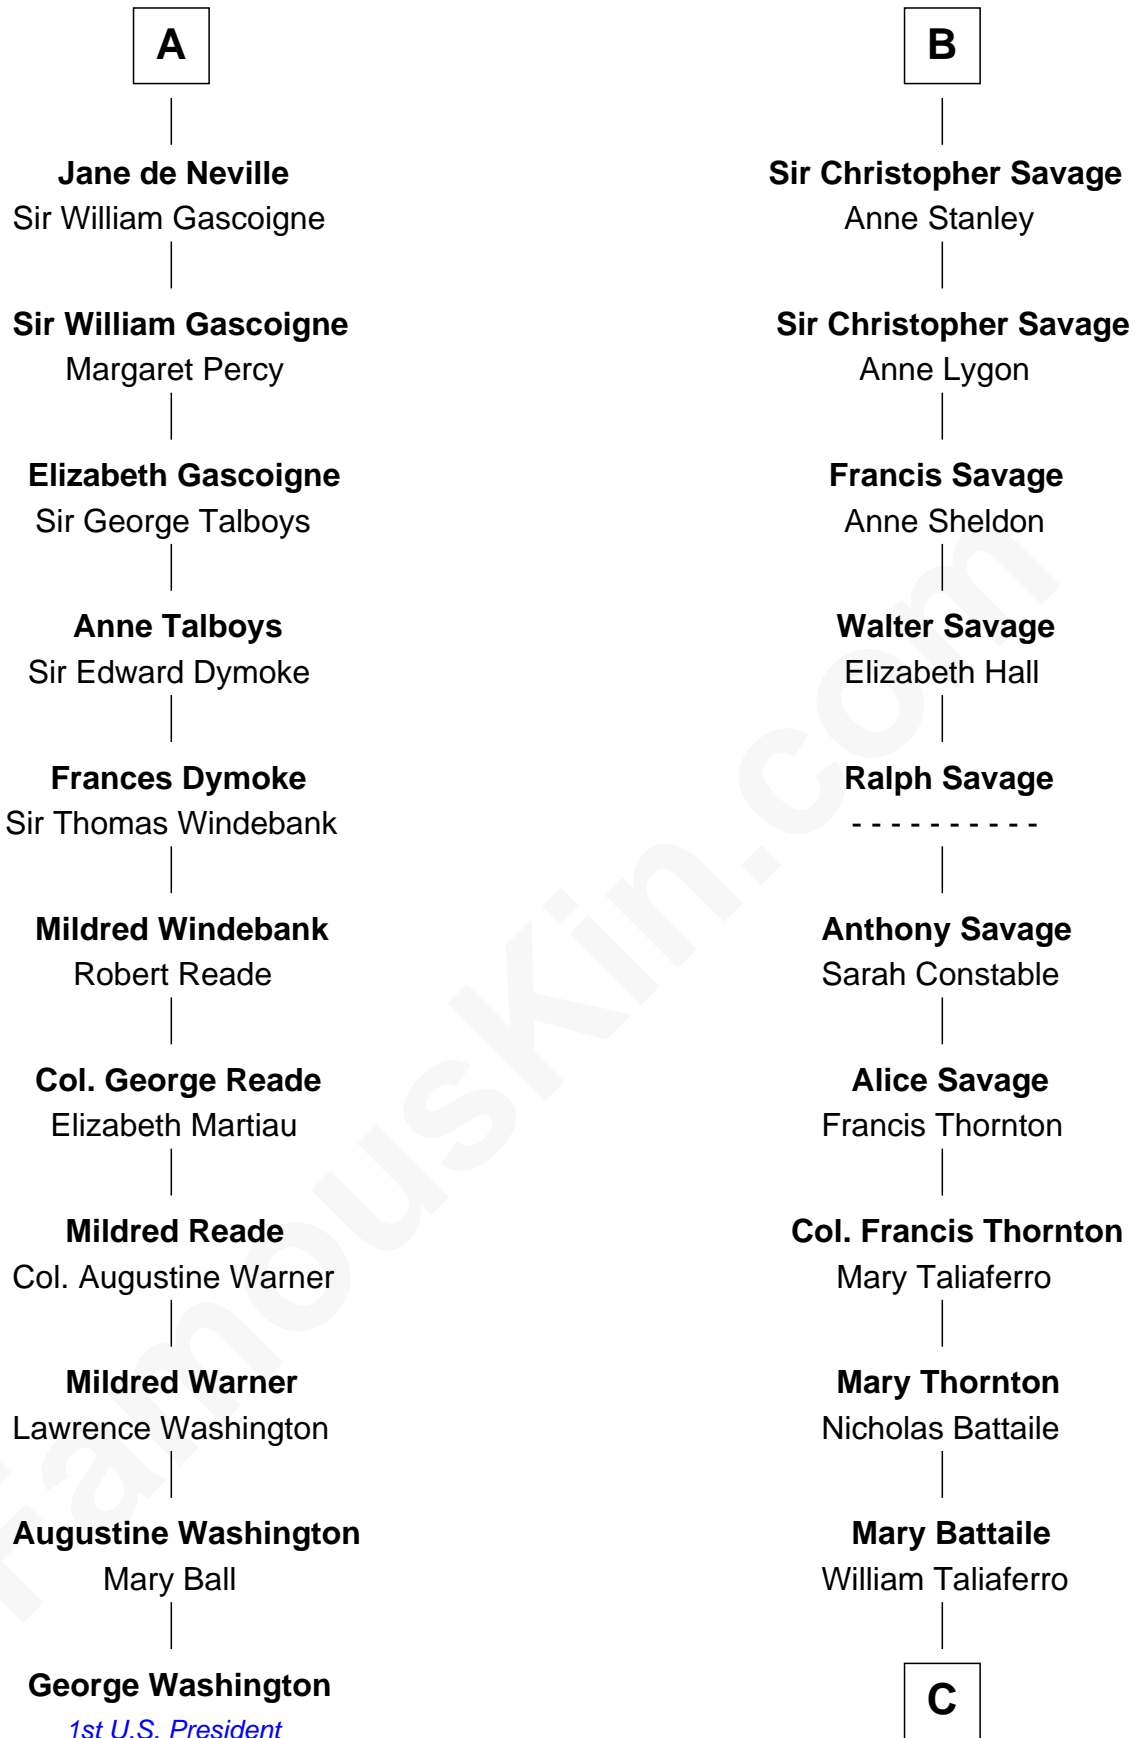 A
Jane de Neville
Sir William Gascoigne
Sir William Gascoigne
Margaret Percy
Elizabeth Gascoigne
Sir George Talboys
Anne Talboys
Sir Edward Dymoke
Frances Dymoke
Sir Thomas Windebank
Mildred Windebank
Robert Reade
Col. George Reade
Elizabeth Martiau
Mildred Reade
Col. Augustine Warner
Mildred Warner
Lawrence Washington
Augustine Washington
Mary Ball
George Washington
1st U.S. President
B
Sir Christopher Savage
Anne Stanley
Sir Christopher Savage
Anne Lygon
Francis Savage
Anne Sheldon
Walter Savage
Elizabeth Hall
Ralph Savage
- - - - - - - - - -
Anthony Savage
Sarah Constable
Alice Savage
Francis Thornton
Col. Francis Thornton
Mary Taliaferro
Mary Thornton
Nicholas Battaile
Mary Battaile
William Taliaferro
C
FamousKin.com